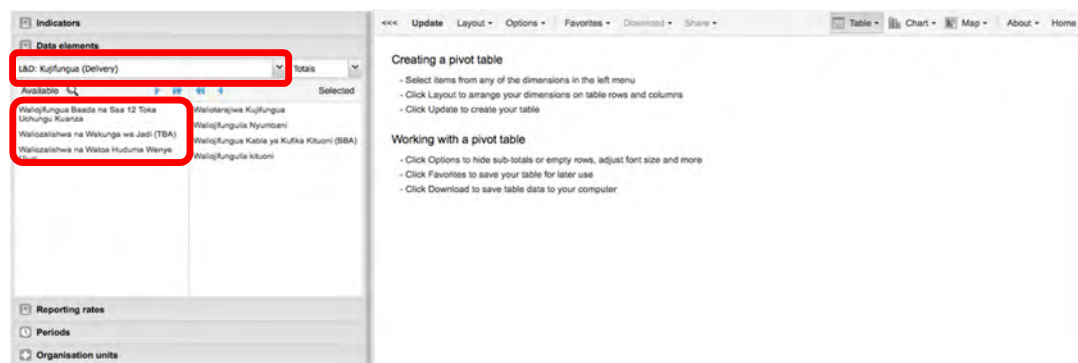 Indicators
<<< Update Layout Options Favorites Download Share Table Chart Map About Home
Data elements
L&D: Kujifungua (Delivery) Totals
Available Selected
Waliojifungua Baada na Saa 12 Toka
Uchungu Kuanza
Waliozalishwa na Wakunga wa Jadi (TBA)
Waliozalishwa na Watoa Huduma Wenye
Waliotarajiwa Kujifungua
Waliojifungulia Nyumbani
Waliojifungua Kabla ya Kufika Kituoni (BBA)
Waliojifungulia kituoni
Creating a pivot table
- Select items from any of the dimensions in the left menu
- Click Layout to arrange your dimensions on table rows and columns
- Click Update to create your table
Working with a pivot table
- Click Options to hide sub-totals or empty rows, adjust font size and more
- Click Favorites to save your table for later use
- Click Download to save table data to your computer
Reporting rates
Periods
Organisation units